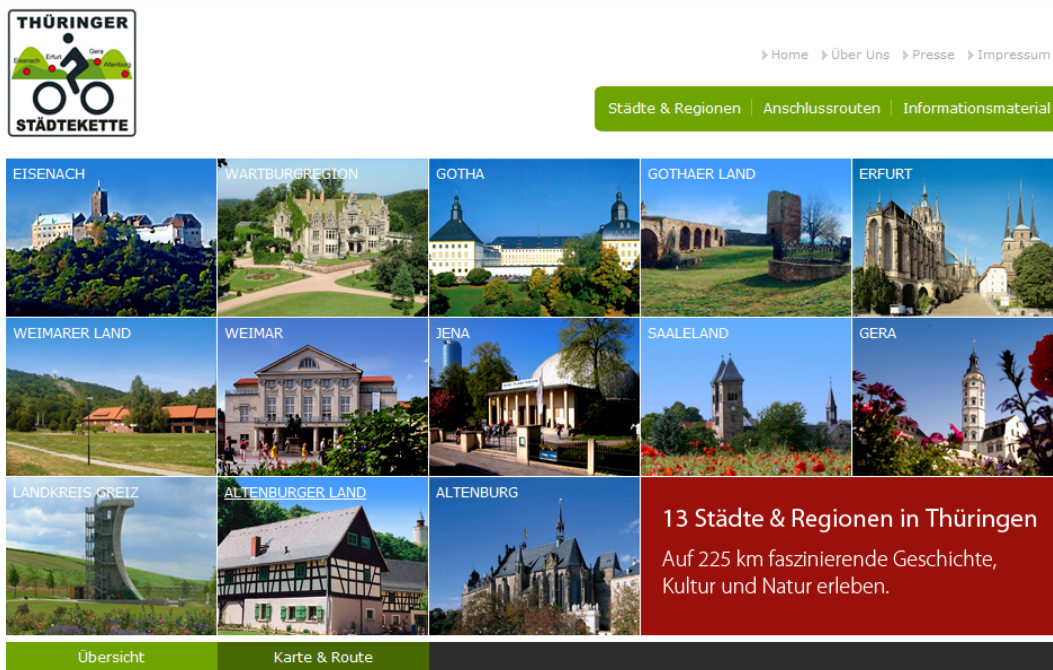 THÜRINGER
Eisenach Erfurt Gera Altenburg
STÄDTEKETTE
Home Über Uns Presse Impressum
Städte & Regionen Anschlussrouten Informationsmaterial
EISENACH WARTBURGREGION GOTHA GOTHAER LAND ERFURT
WEIMARER LAND WEIMAR JENA SAALELAND GERA
LANDKREIS GREIZ ALTENBURGER LAND ALTENBURG
13 Städte & Regionen in Thüringen
Auf 225 km faszinierende Geschichte,
Kultur und Natur erleben.
Übersicht Karte & Route